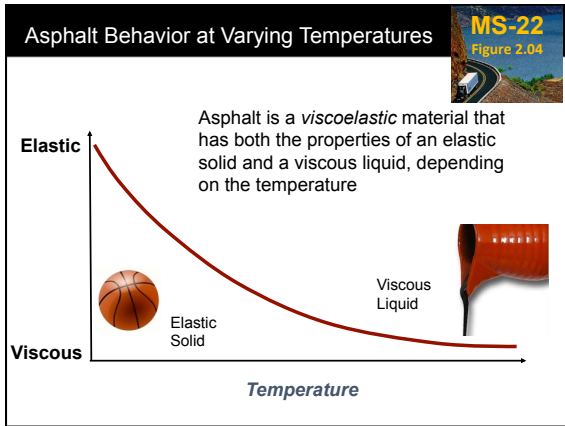 Asphalt Behavior at Varying Temperatures
MS-22
Figure 2.04
Asphalt is a viscoelastic material that
has both the properties of an elastic
solid and a viscous liquid, depending
on the temperature
Elastic
Viscous
Liquid
Elastic
Solid
Viscous
Temperature